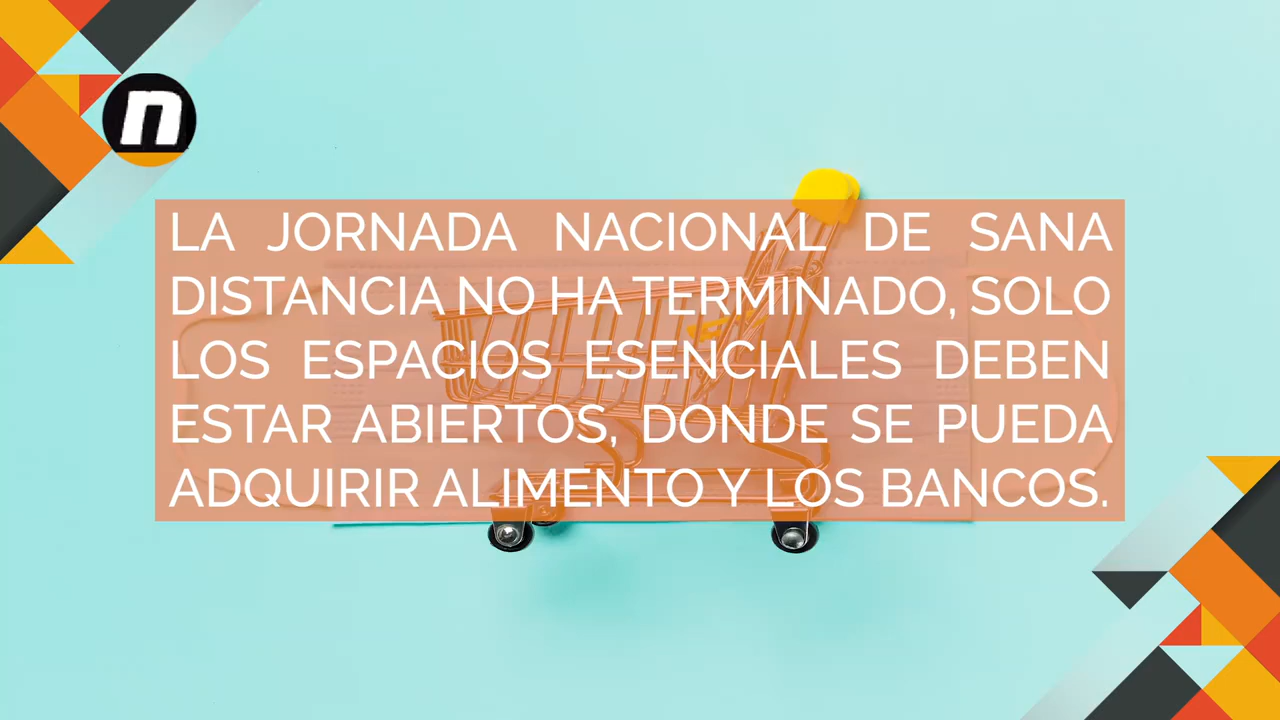 n
LA JORNADA NACIONAL DE SANA
DISTANCIA NO HA TERMINADO, SOLO
LOS ESPACIOS ESENCIALES DEBEN
ESTAR ABIERTOS, DONDE SE PUEDA
ADQUIRIR ALIMENTO Y LOS BANCOS.